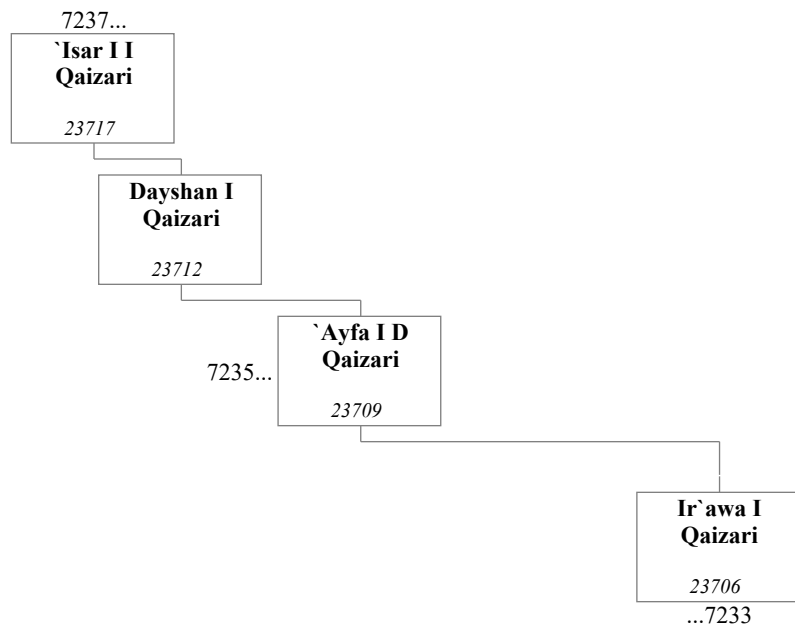 7237...
`Isar I I
Qaizari
23717
Dayshan I
Qaizari
23712
`Ayfa I D
Qaizari
7235...
23709
Ir`awa I
Qaizari
23706
...7233